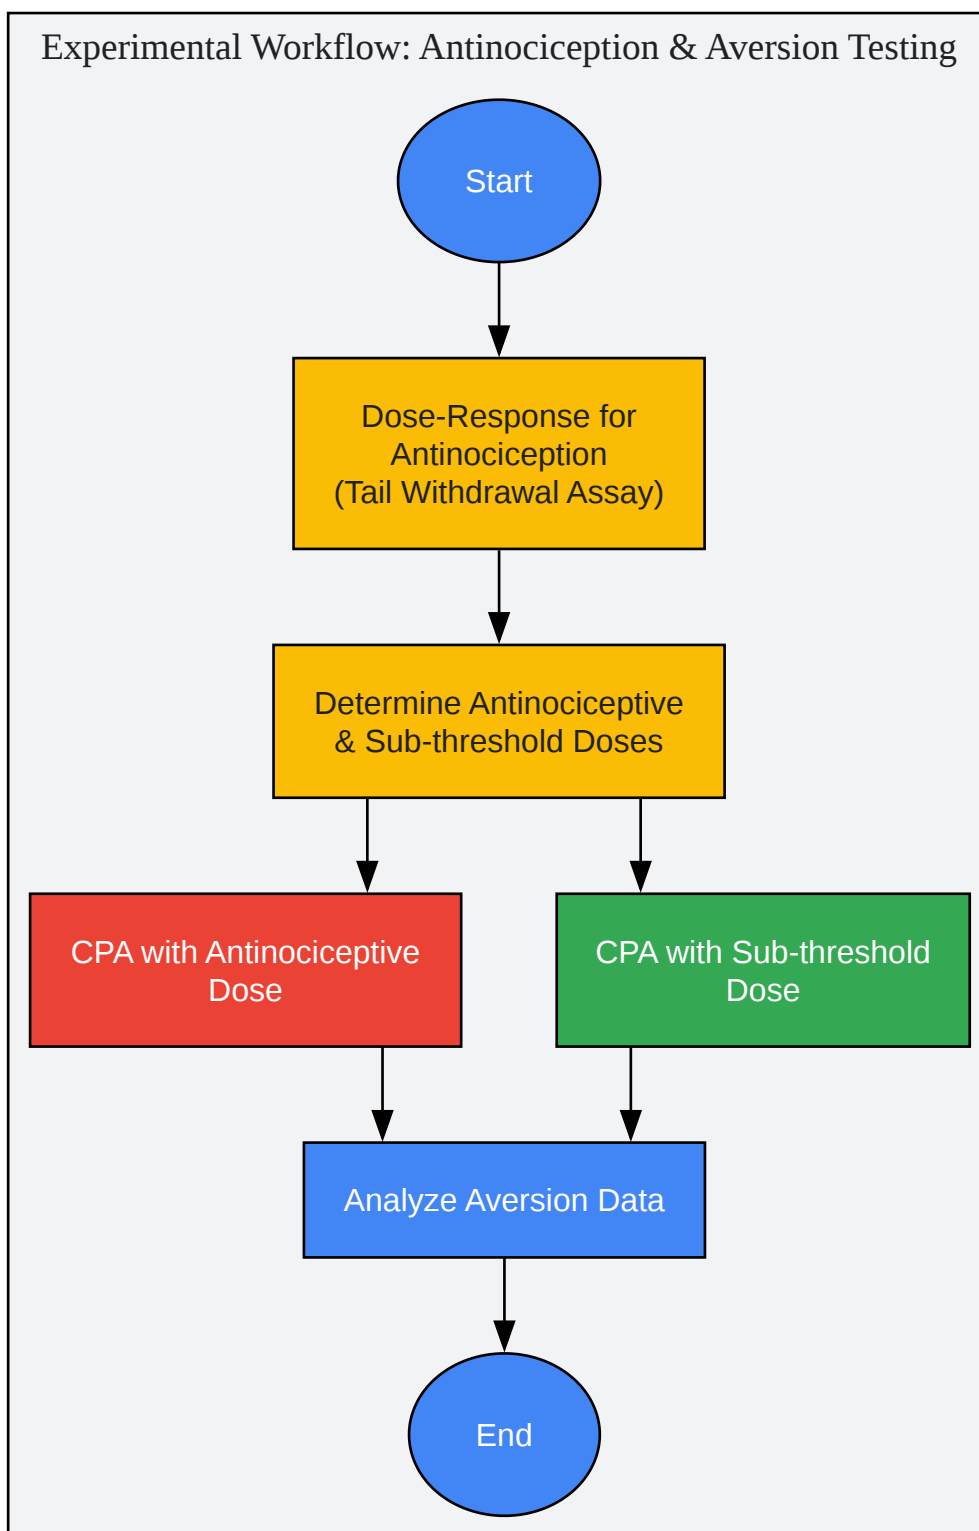 Experimental Workflow: Antinociception & Aversion Testing
Start
Dose-Response for
Antinociception
(Tail Withdrawal Assay)
Determine Antinociceptive
& Sub-threshold Doses
CPA with Antinociceptive
Dose
CPA with Sub-threshold
Dose
Analyze Aversion Data
End